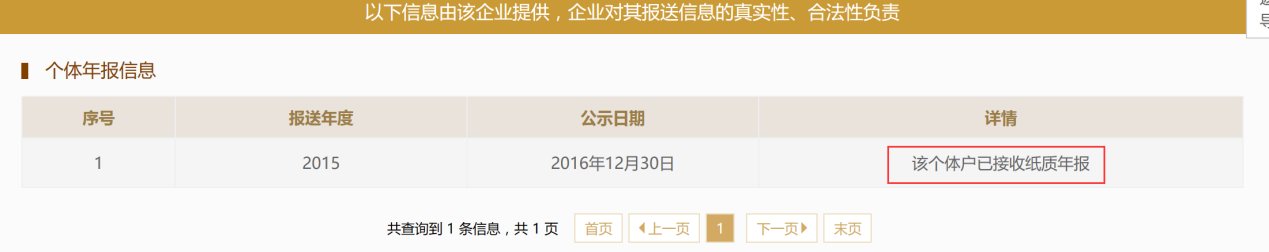 以下信息由该企业提供，企业对其报送信息的真实性、合法性负责
导
个体年报信息
序号 报送年度 公示日期 详情
1 2015 2016年12月30日 该个体户已接收纸质年报
共查询到 1 条信息，共 1 页 首页 上一页 1 下一页 末页